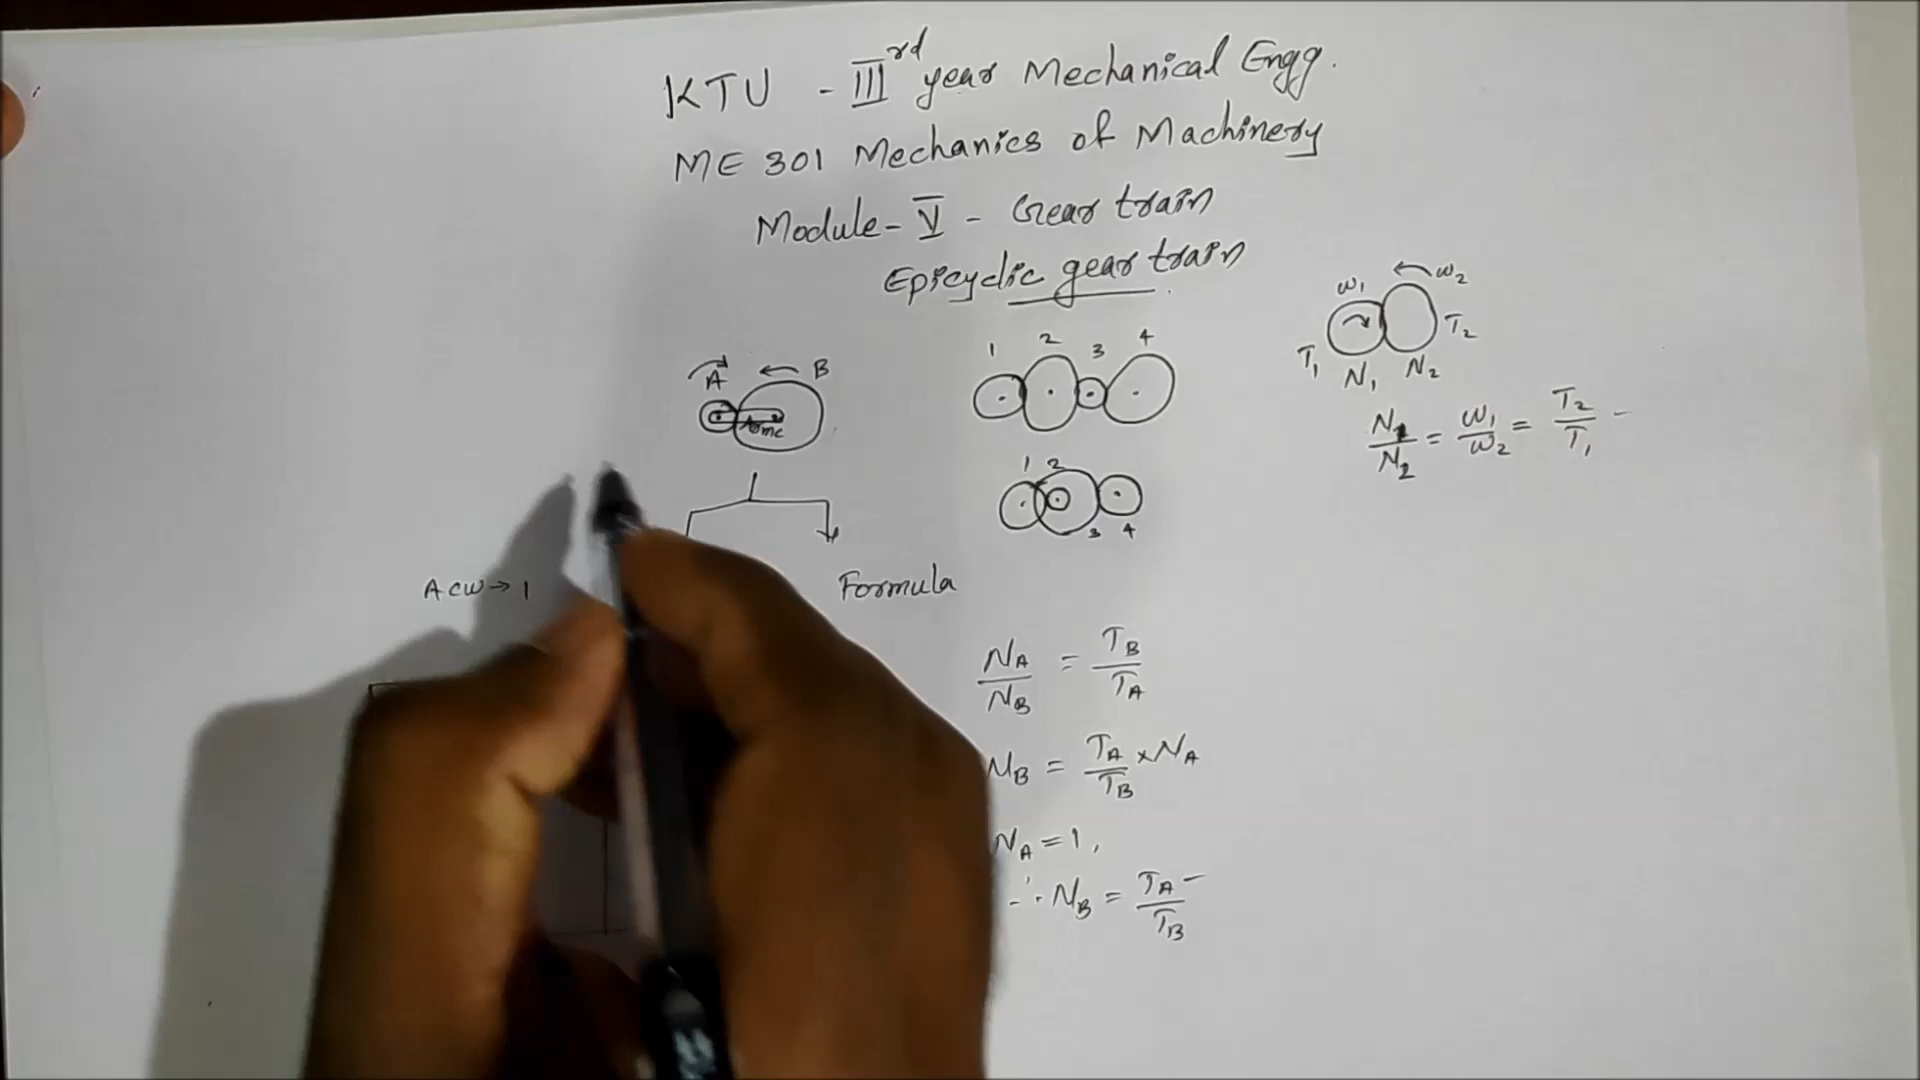 KTU - IIIrd year Mechanical Engg.
ME 301 Mechanics of Machinery
Module - V - Gear train
Epicyclic gear train
A B
Arm C
1 2 3 4
1 2
3 4
ω1 ω2
T1 T2
N1 N2
N1/N2 = ω1/ω2 = T2/T1
ACW → 1
Formula
NA/NB = TB/TA
NB = TA/TB × NA
NA = 1,
∴ NB = TA/TB